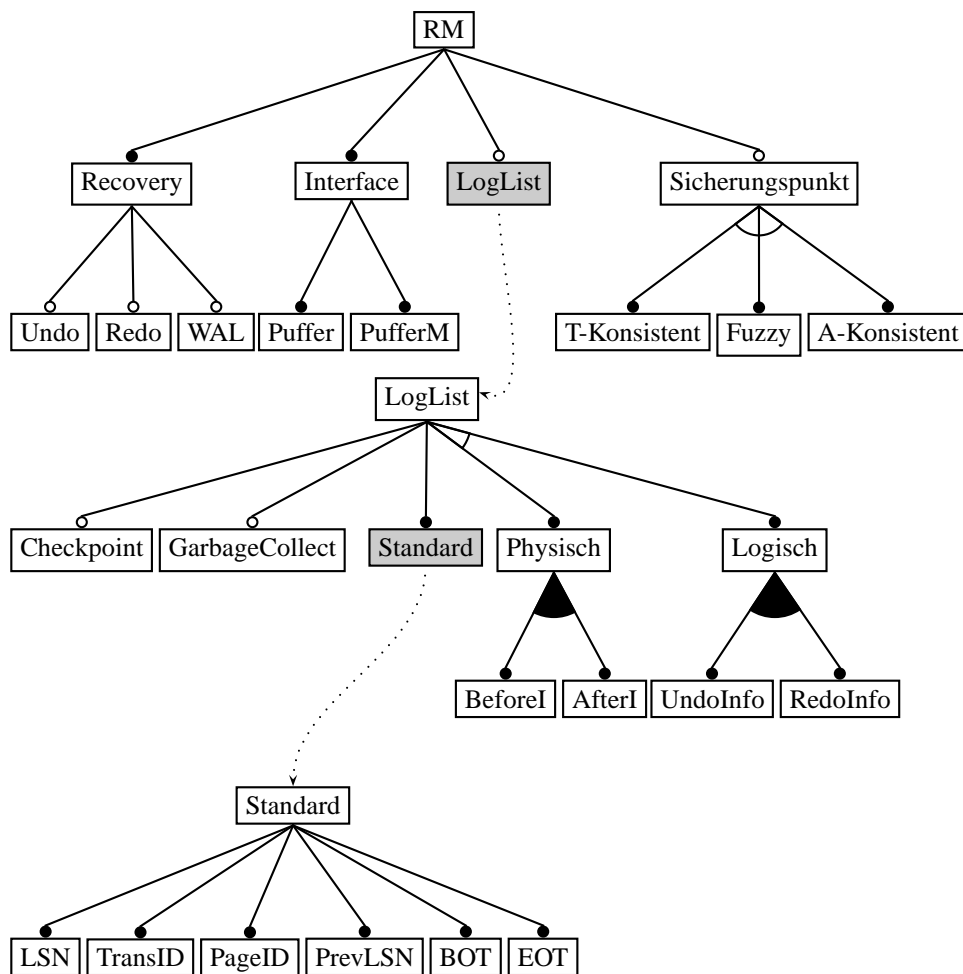 RM
Recovery
Interface
LogList
Sicherungspunkt
Undo
Redo
WAL
Puffer
PufferM
T-Konsistent
Fuzzy
A-Konsistent
LogList
Checkpoint
GarbageCollect
Standard
Physisch
Logisch
BeforeI
AfterI
UndoInfo
RedoInfo
Standard
LSN
TransID
PageID
PrevLSN
BOT
EOT